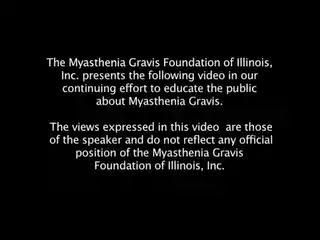 The Myasthenia Gravis Foundation of Illinois,
Inc. presents the following video in our
continuing effort to educate the public
about Myasthenia Gravis.
The views expressed in this video are those
of the speaker and do not reflect any official
position of the Myasthenia Gravis
Foundation of Illinois, Inc.